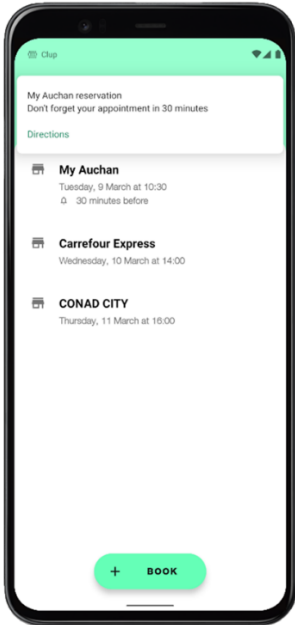 Clup
My Auchan reservation
Don't forget your appointment in 30 minutes
Directions
My Auchan
Tuesday, 9 March at 10:30
30 minutes before
Carrefour Express
Wednesday, 10 March at 14:00
CONAD CITY
Thursday, 11 March at 16:00
+ BOOK